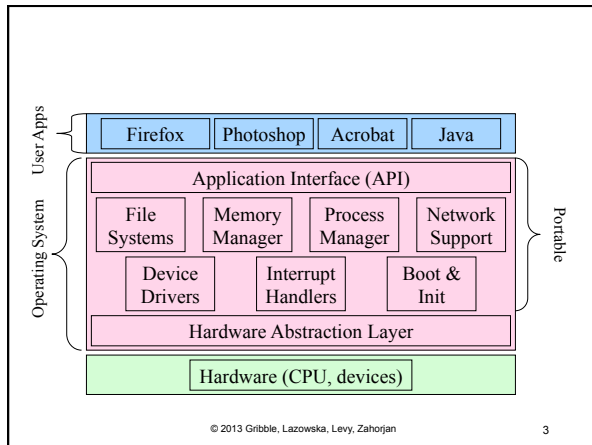 User Apps
Firefox
Photoshop
Acrobat
Java
Operating System
Portable
Application Interface (API)
File
Systems
Memory
Manager
Process
Manager
Network
Support
Device
Drivers
Interrupt
Handlers
Boot &
Init
Hardware Abstraction Layer
Hardware (CPU, devices)
© 2013 Gribble, Lazowska, Levy, Zahorjan
3